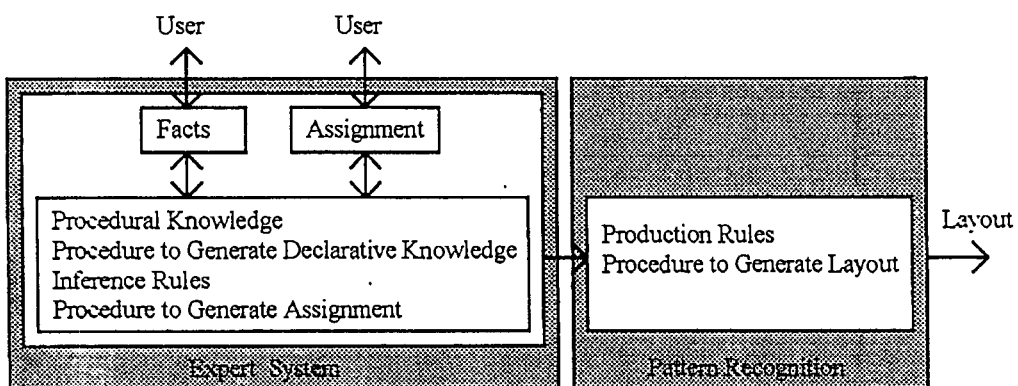 User
User
Facts
Assignment
Procedural Knowledge
Procedure to Generate Declarative Knowledge
Inference Rules
Procedure to Generate Assignment
Production Rules
Procedure to Generate Layout
Layout
Expert System
Pattern Recognition